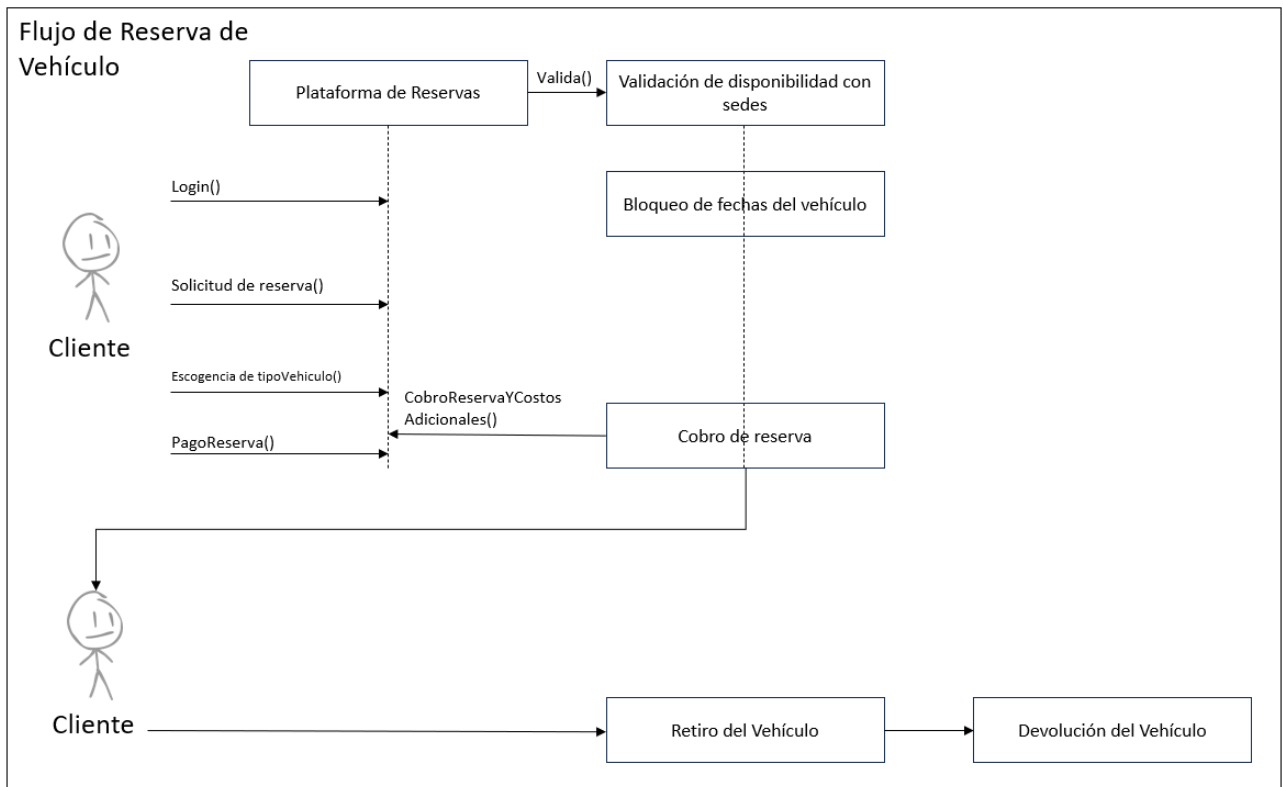 Flujo de Reserva de
Vehículo
Plataforma de Reservas
Valida()
Validación de disponibilidad con
sedes
Login()
Bloqueo de fechas del vehículo
Solicitud de reserva()
Cliente
Escogencia de tipoVehiculo()
CobroReservaYCostos
Adicionales()
PagoReserva()
Cobro de reserva
Cliente
Retiro del Vehículo
Devolución del Vehículo